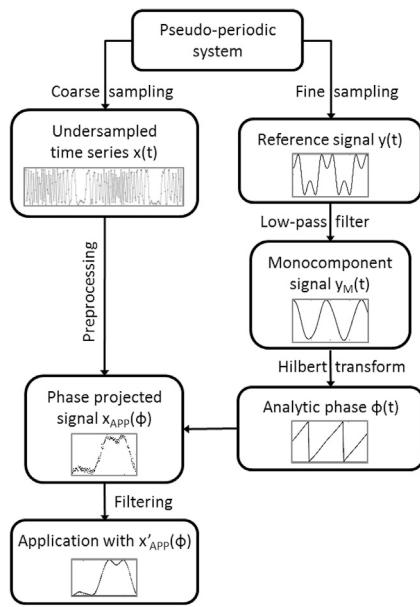 Pseudo-periodic
system
Coarse sampling
Fine sampling
Undersampled
time series x(t)
Reference signal y(t)
Low-pass filter
Monocomponent
signal yM(t)
Preprocessing
Hilbert transform
Phase projected
signal xAPP(ϕ)
Analytic phase ϕ(t)
Filtering
Application with x'APP(ϕ)